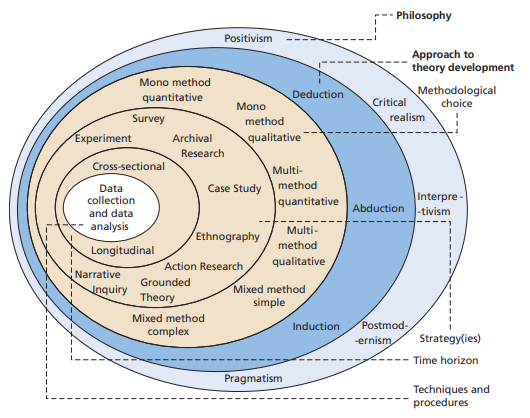 Philosophy
Positivism
Approach to
theory development
Mono method
quantitative
Deduction
Methodological
choice
Mono
method
qualitative
Critical
realism
Survey
Experiment
Archival
Research
Cross-sectional
Multi-
method
quantitative
Data
collection
and data
analysis
Case Study
Interpre-
-tivism
Abduction
Ethnography
Multi-
method
qualitative
Longitudinal
Action Research
Narrative
Inquiry
Grounded
Theory
Mixed method
simple
Mixed method
complex
Induction
Postmod-
-ernism
Strategy(ies)
Time horizon
Pragmatism
Techniques and
procedures